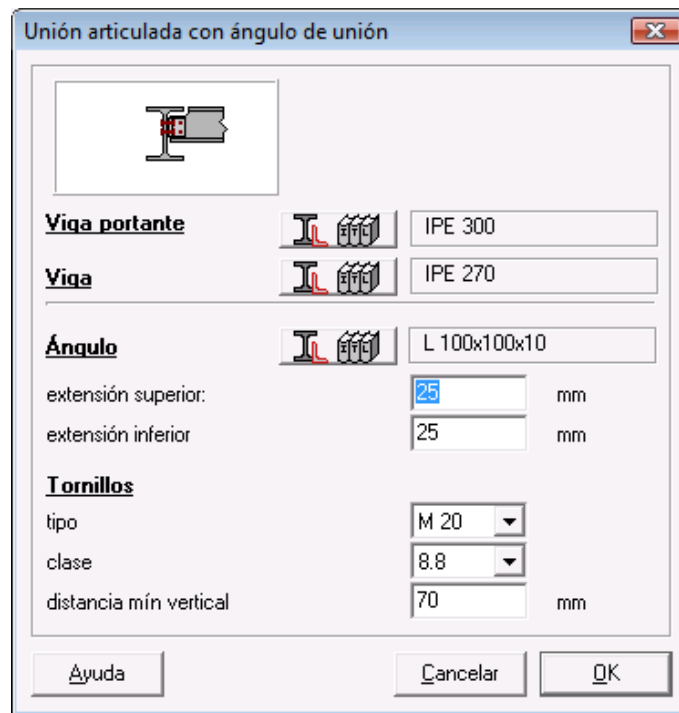 Unión articulada con ángulo de unión
Viga portante IPE 300
Viga IPE 270
Ángulo L 100x100x10
extensión superior: 25 mm
extensión inferior 25 mm
Tornillos
tipo M 20
clase 8.8
distancia mín vertical 70 mm
Ayuda Cancelar OK